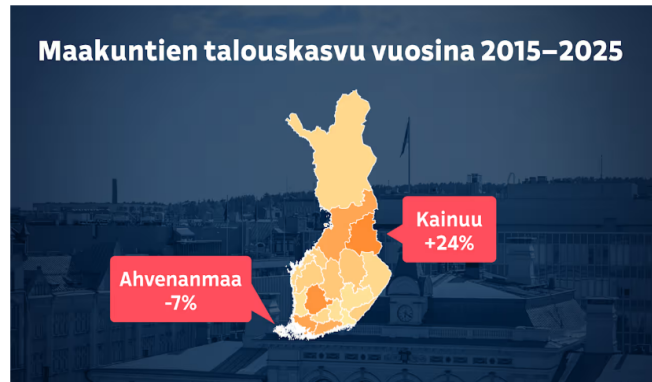 Maakuntien talouskasvu vuosina 2015–2025
Kainuu
+24%
Ahvenanmaa
-7%